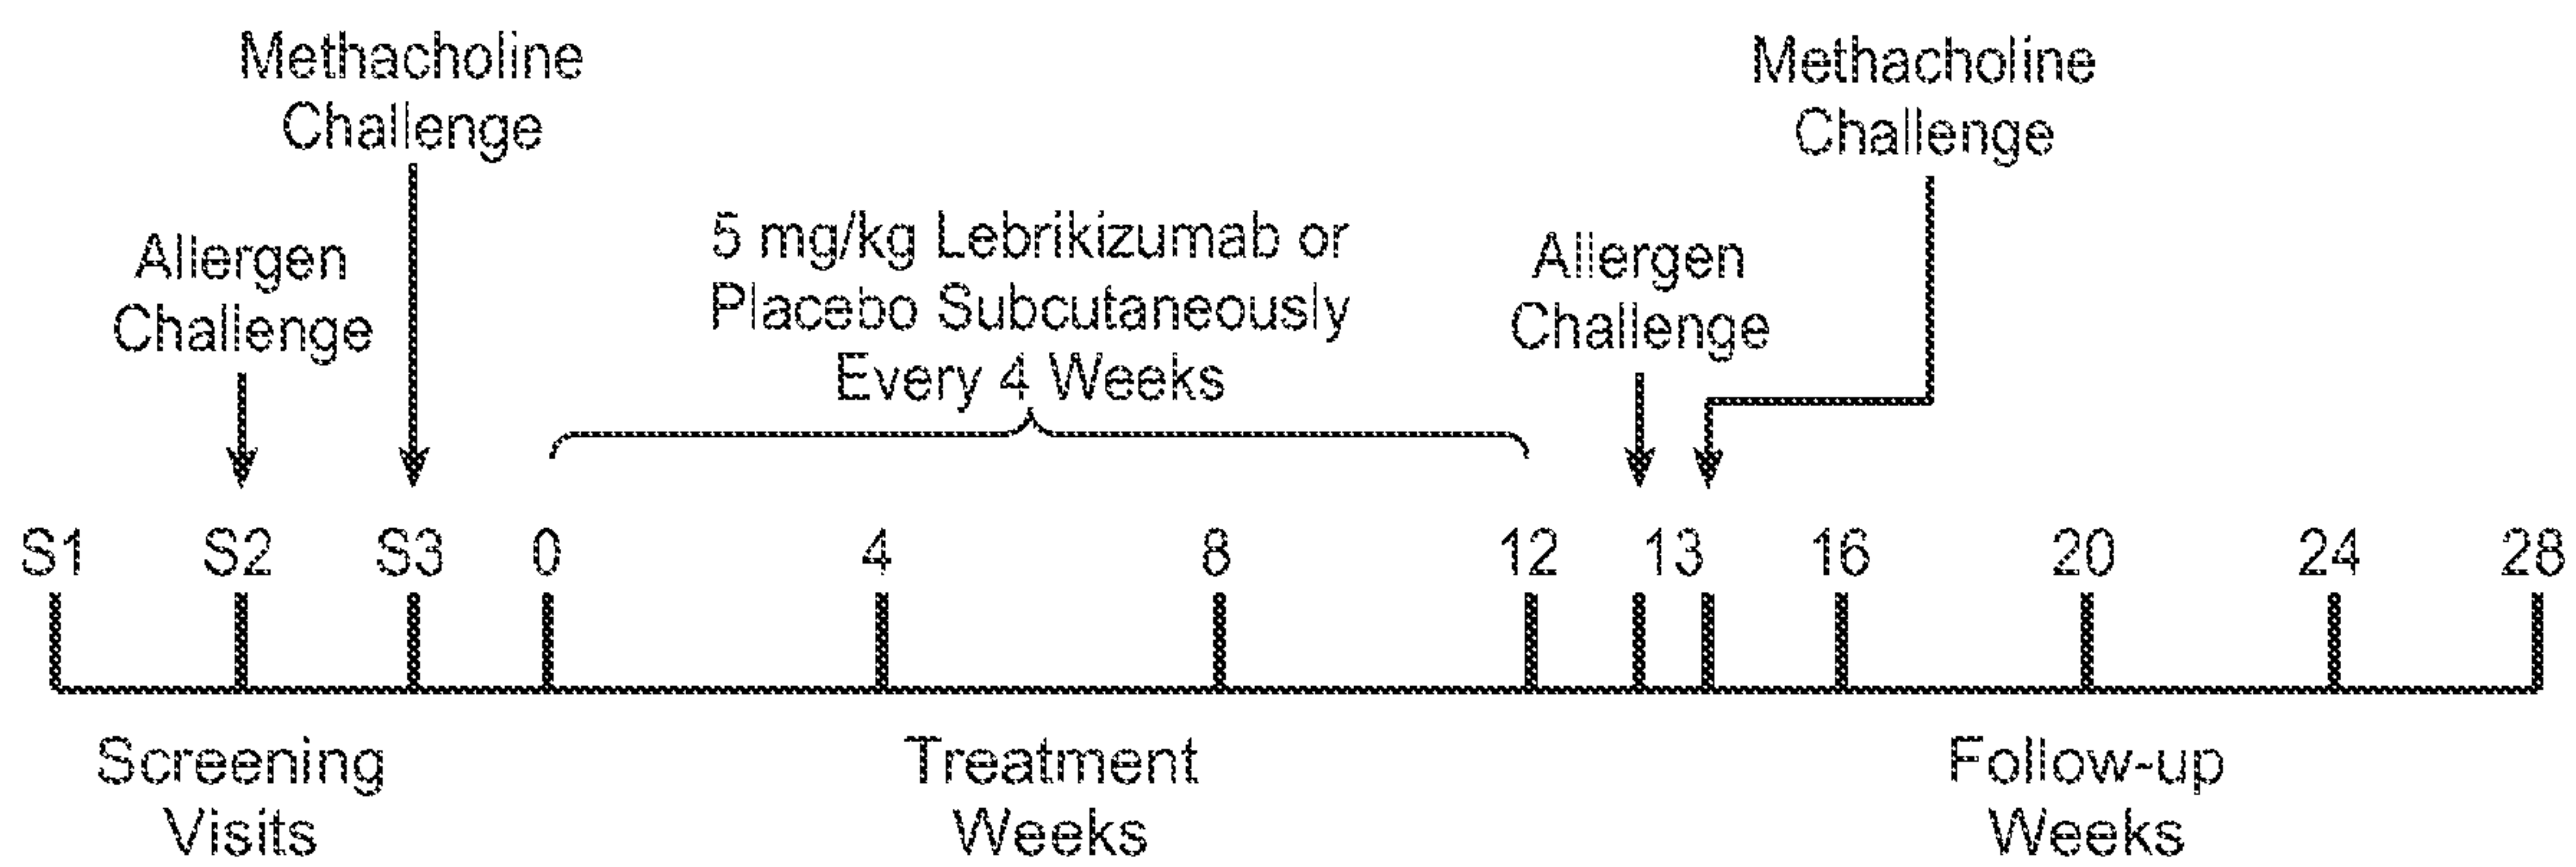 Methacholine
Challenge
Allergen
Challenge
5 mg/kg Lebrikizumab or
Placebo Subcutaneously
Every 4 Weeks
Allergen
Challenge
Methacholine
Challenge
S1 S2 S3 0 4 8 12 13 16 20 24 28
Screening
Visits
Treatment
Weeks
Follow-up
Weeks